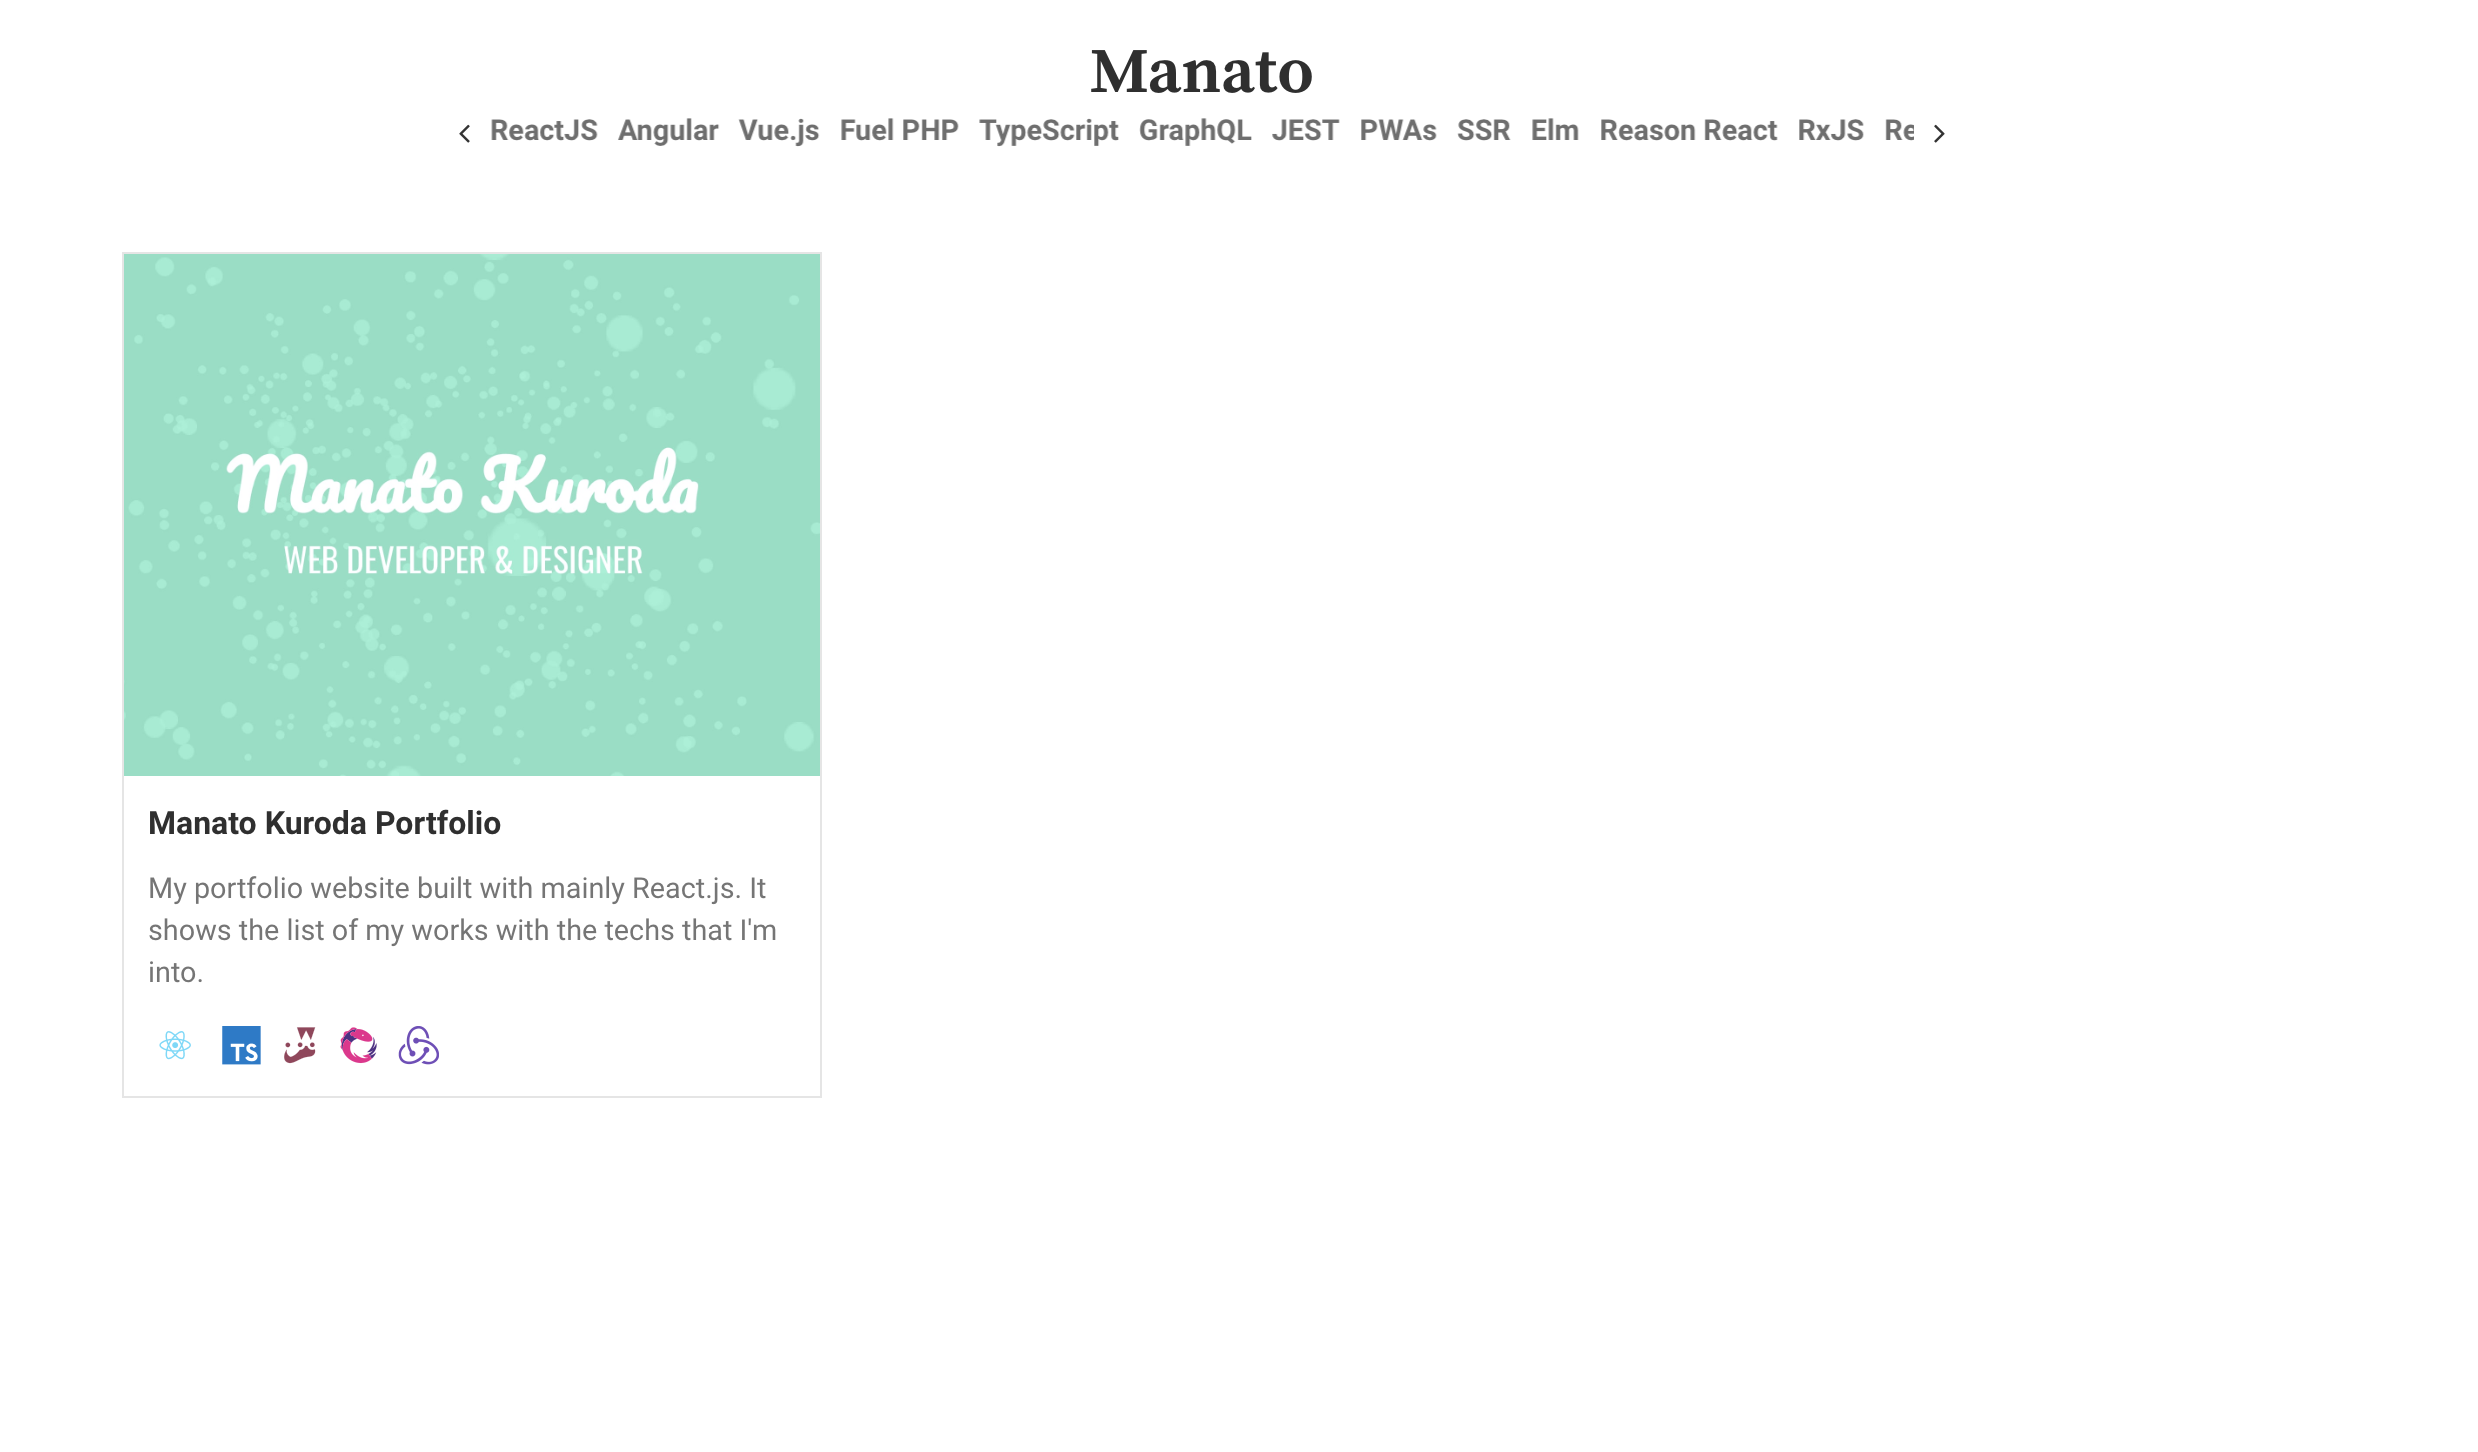 Manato
ReactJS Angular Vue.js Fuel PHP TypeScript GraphQL JEST PWAs SSR Elm Reason React RxJS Re
Manato Kuroda
WEB DEVELOPER & DESIGNER
Manato Kuroda Portfolio
My portfolio website built with mainly React.js. It
shows the list of my works with the techs that I'm
into.
TS